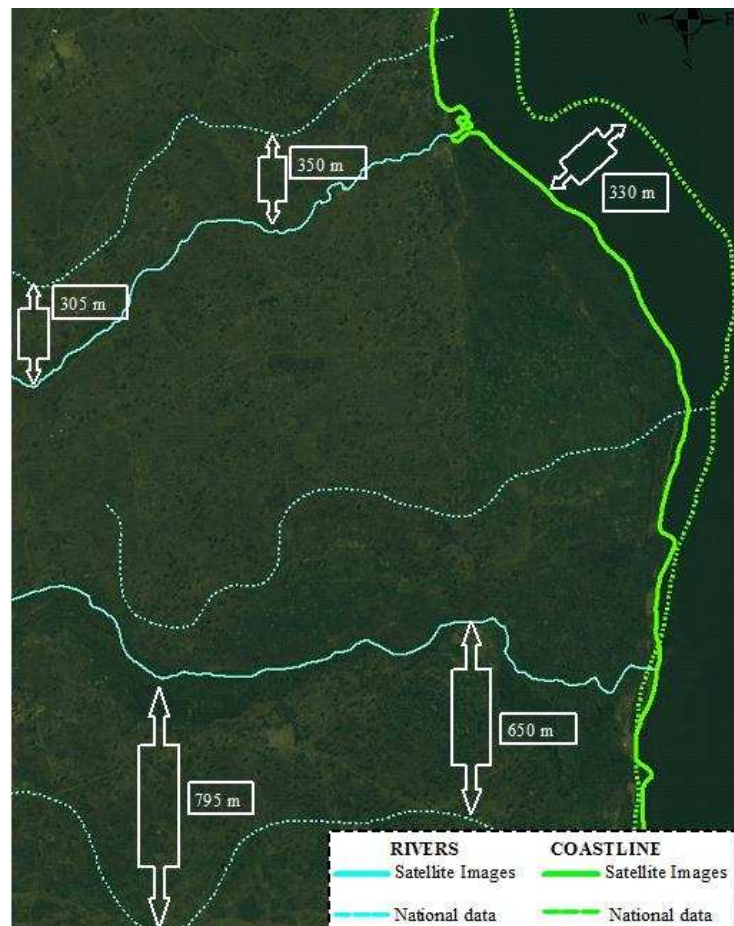 W E
S
350 m
330 m
305 m
650 m
795 m
RIVERS COASTLINE
Satellite Images Satellite Images
National data National data